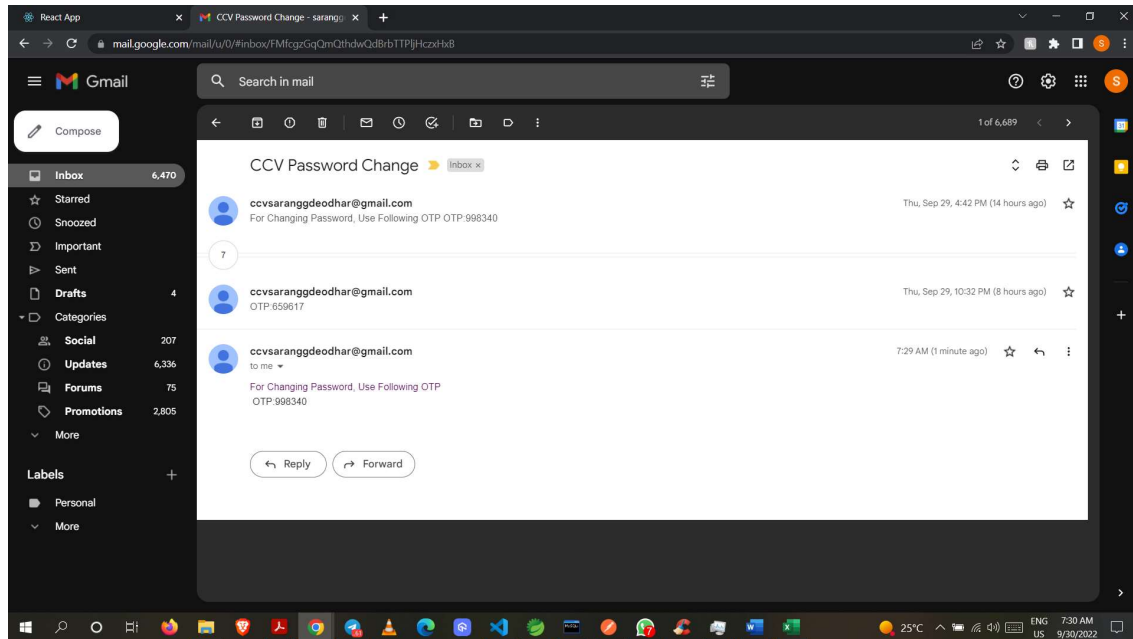 React App
CCV Password Change - sarangg
mail.google.com/mail/u/0/#inbox/FMfcgzGqQmQthdwQdBrbTTPljHczxHxB
S
Gmail
Search in mail
S
Compose
1 of 6,689
Inbox 6,470
Starred
Snoozed
Important
Sent
Drafts 4
Categories
Social 207
Updates 6,336
Forums 75
Promotions 2,805
More
Labels
Personal
More
CCV Password Change
Inbox x
ccvsaranggdeodhar@gmail.com Thu, Sep 29, 4:42 PM (14 hours ago)
For Changing Password, Use Following OTP OTP:998340
7
ccvsaranggdeodhar@gmail.com Thu, Sep 29, 10:32 PM (8 hours ago)
OTP:659617
ccvsaranggdeodhar@gmail.com 7:29 AM (1 minute ago)
to me
For Changing Password, Use Following OTP
OTP:998340
Reply Forward
25°C ENG 7:30 AM
US 9/30/2022